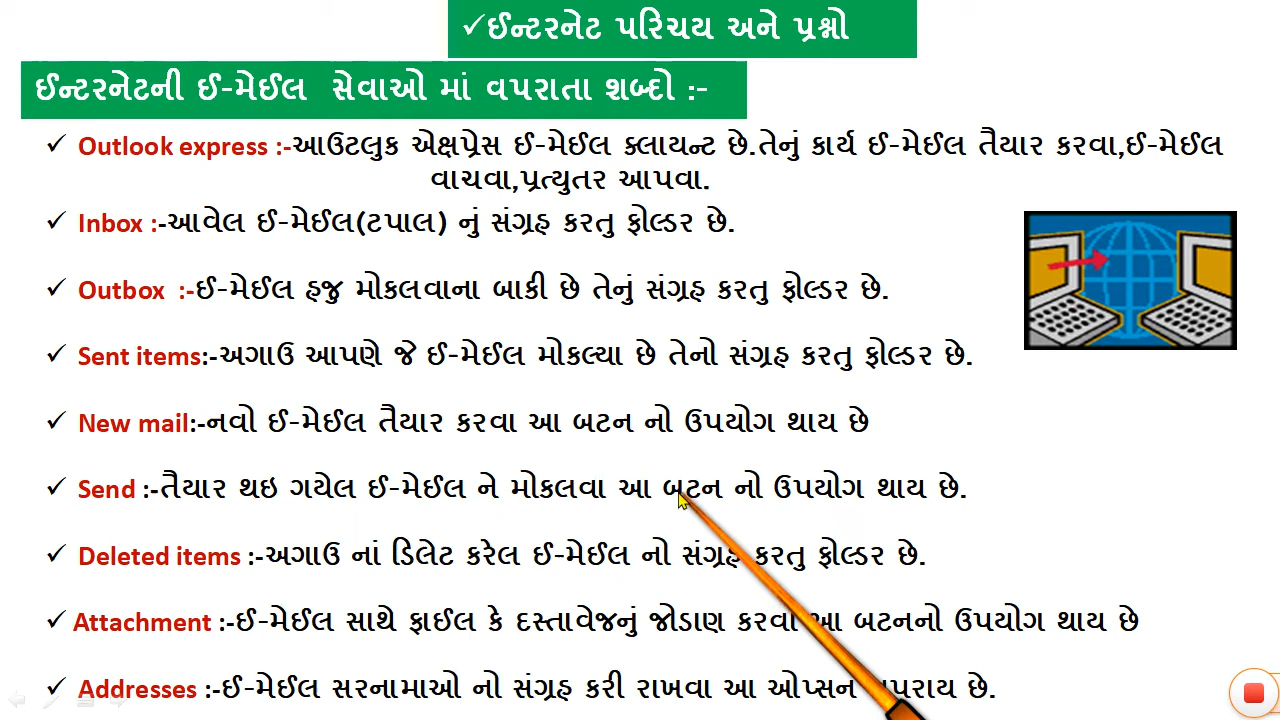 ✓ઈન્ટરનેટ પરિચય અને પ્રશ્નો
ઈન્ટરનેટની ઈ-મેઈલ સેવાઓ માં વપરાતા શબ્દો :-
✓ Outlook express :-આઉટલુક એક્ષપ્રેસ ઈ-મેઈલ ક્લાયન્ટ છે.તેનું કાર્ય ઈ-મેઈલ તૈયાર કરવા,ઈ-મેઈલ
વાચવા,પ્રત્યુતર આપવા.
✓ Inbox :-આવેલ ઈ-મેઈલ(ટપાલ) નું સંગ્રહ કરતુ ફોલ્ડર છે.
✓ Outbox :-ઈ-મેઈલ હજુ મોકલવાના બાકી છે તેનું સંગ્રહ કરતુ ફોલ્ડર છે.
✓ Sent items:-અગાઉ આપણે જે ઈ-મેઈલ મોકલ્યા છે તેનો સંગ્રહ કરતુ ફોલ્ડર છે.
✓ New mail:-નવો ઈ-મેઈલ તૈયાર કરવા આ બટન નો ઉપયોગ થાય છે
✓ Send :-તૈયાર થઇ ગયેલ ઈ-મેઈલ ને મોકલવા આ બટન નો ઉપયોગ થાય છે.
✓ Deleted items :-અગાઉ નાં ડિલેટ કરેલ ઈ-મેઈલ નો સંગ્રહ કરતુ ફોલ્ડર છે.
✓ Attachment :-ઈ-મેઈલ સાથે ફાઈલ કે દસ્તાવેજનું જોડાણ કરવા આ બટનનો ઉપયોગ થાય છે
✓ Addresses :-ઈ-મેઈલ સરનામાઓ નો સંગ્રહ કરી રાખવા આ ઓપ્સન વપરાય છે.